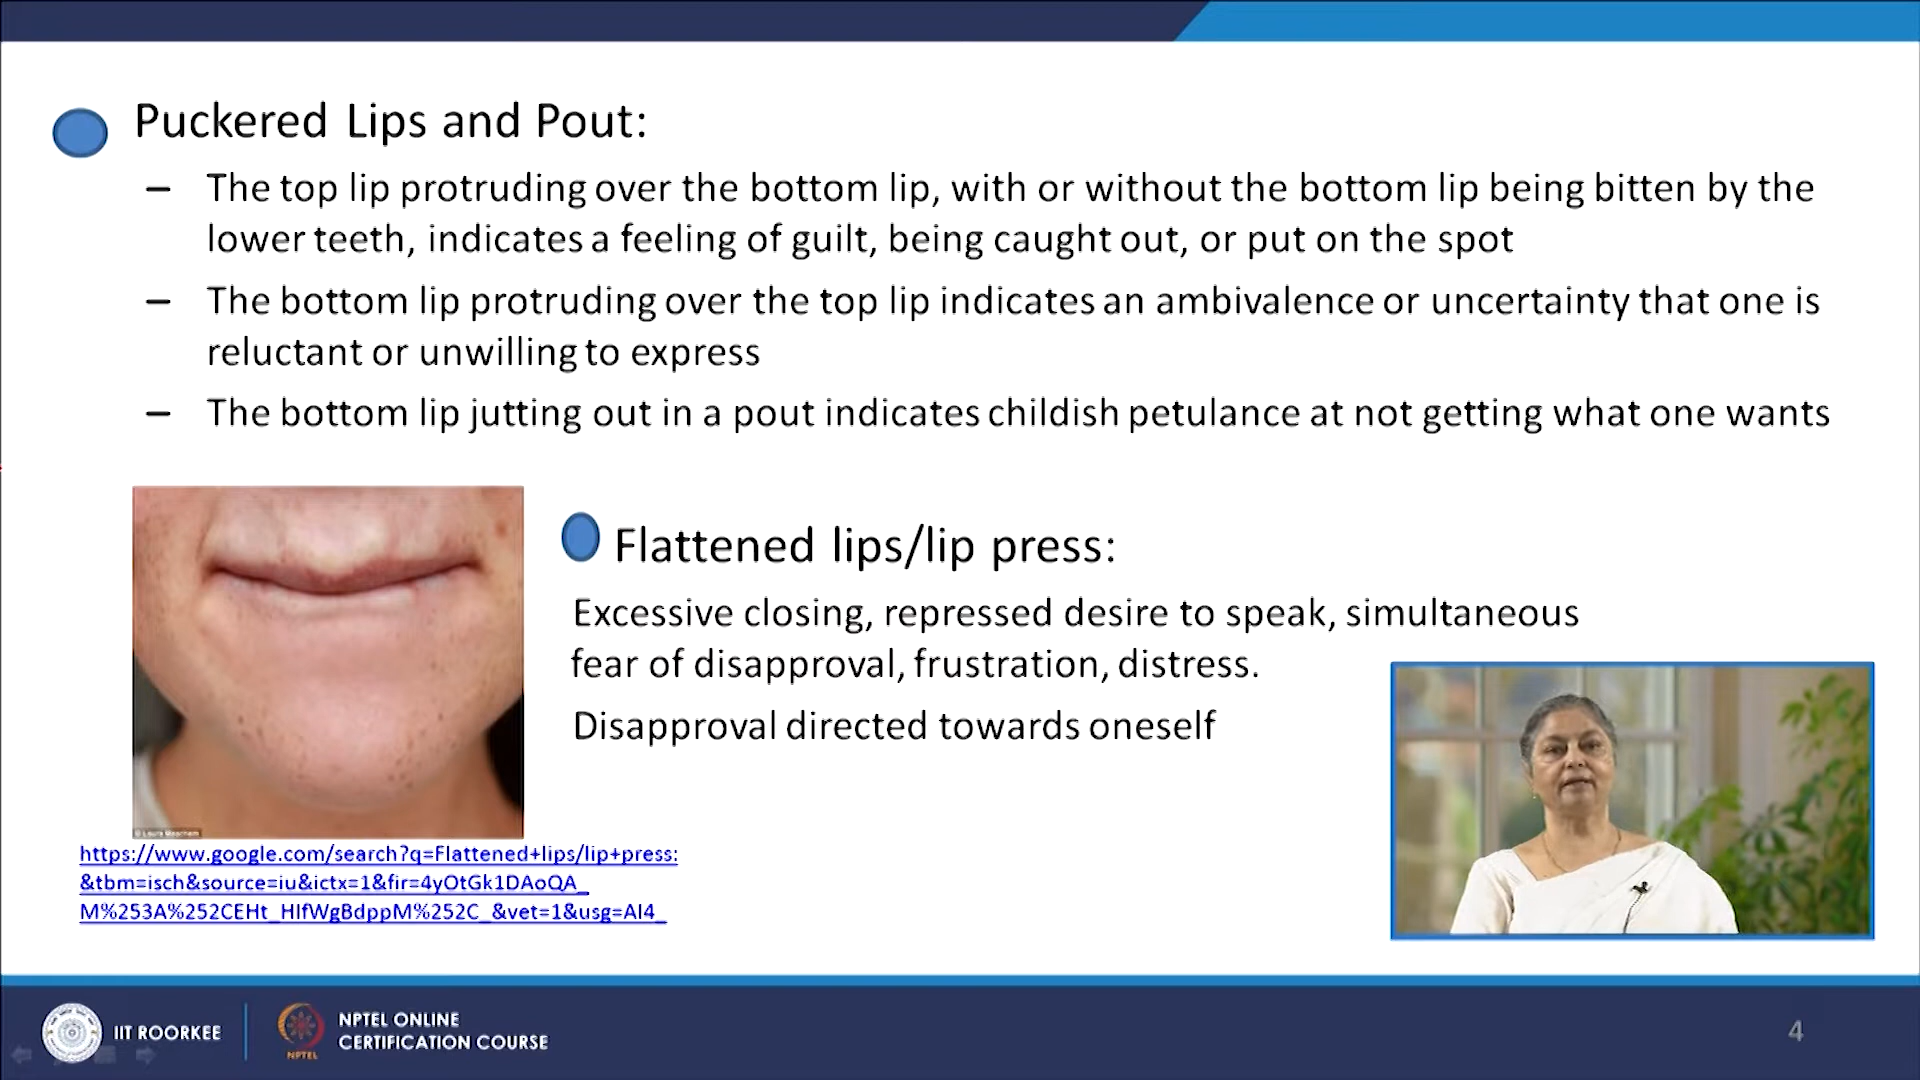 Puckered Lips and Pout:
– The top lip protruding over the bottom lip, with or without the bottom lip being bitten by the
lower teeth, indicates a feeling of guilt, being caught out, or put on the spot
– The bottom lip protruding over the top lip indicates an ambivalence or uncertainty that one is
reluctant or unwilling to express
– The bottom lip jutting out in a pout indicates childish petulance at not getting what one wants
Flattened lips/lip press:
Excessive closing, repressed desire to speak, simultaneous
fear of disapproval, frustration, distress.
Disapproval directed towards oneself
https://www.google.com/search?q=Flattened+lips/lip+press:
&tbm=isch&source=iu&ictx=1&fir=4yOtGk1DAoQA_
M%253A%252CEHt_HIfWgBdppM%252C_&vet=1&usg=AI4_
IIT ROORKEE
NPTEL
NPTEL ONLINE
CERTIFICATION COURSE
4